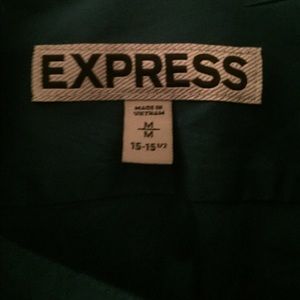 EXPRESS
MADE IN
VIETNAM
M
M
15-15 1/2